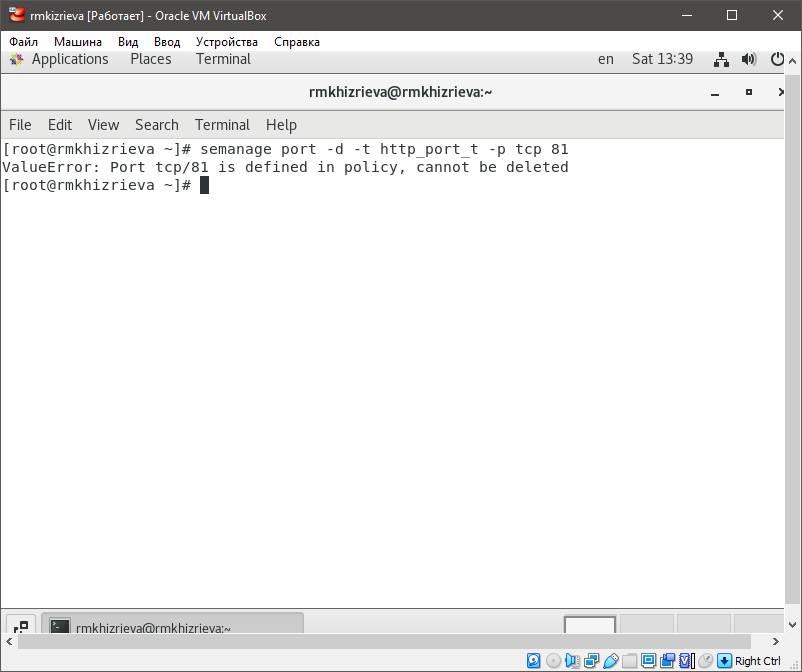 rmkizrieva [Работает] - Oracle VM VirtualBox
Файл Машина Вид Ввод Устройства Справка
Applications Places Terminal en Sat 13:39
rmkhizrieva@rmkhizrieva:~
File Edit View Search Terminal Help
[root@rmkhizrieva ~]# semanage port -d -t http_port_t -p tcp 81
ValueError: Port tcp/81 is defined in policy, cannot be deleted
[root@rmkhizrieva ~]#
rmkhizrieva@rmkhizrieva:~
Right Ctrl